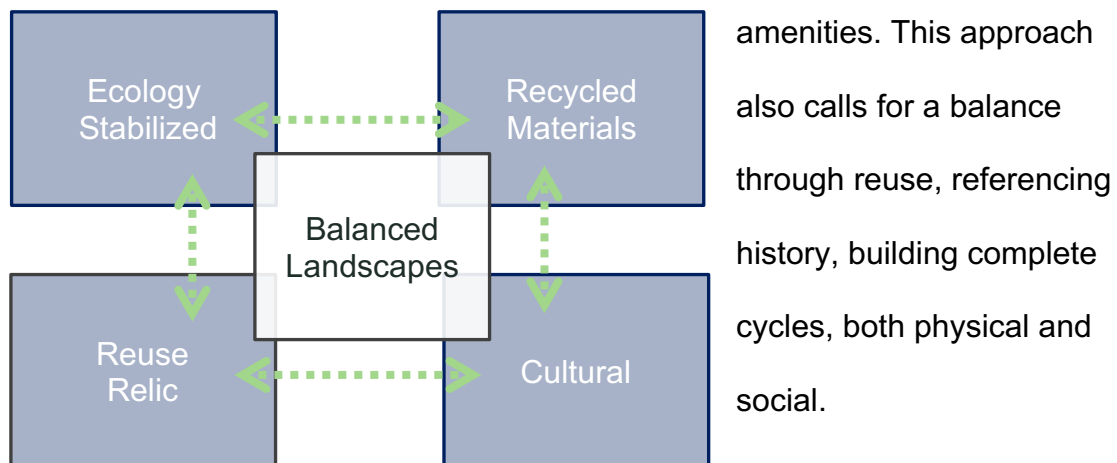 Ecology
Stabilized
Recycled
Materials
Balanced
Landscapes
Reuse
Relic
Cultural
amenities. This approach
also calls for a balance
through reuse, referencing
history, building complete
cycles, both physical and
social.